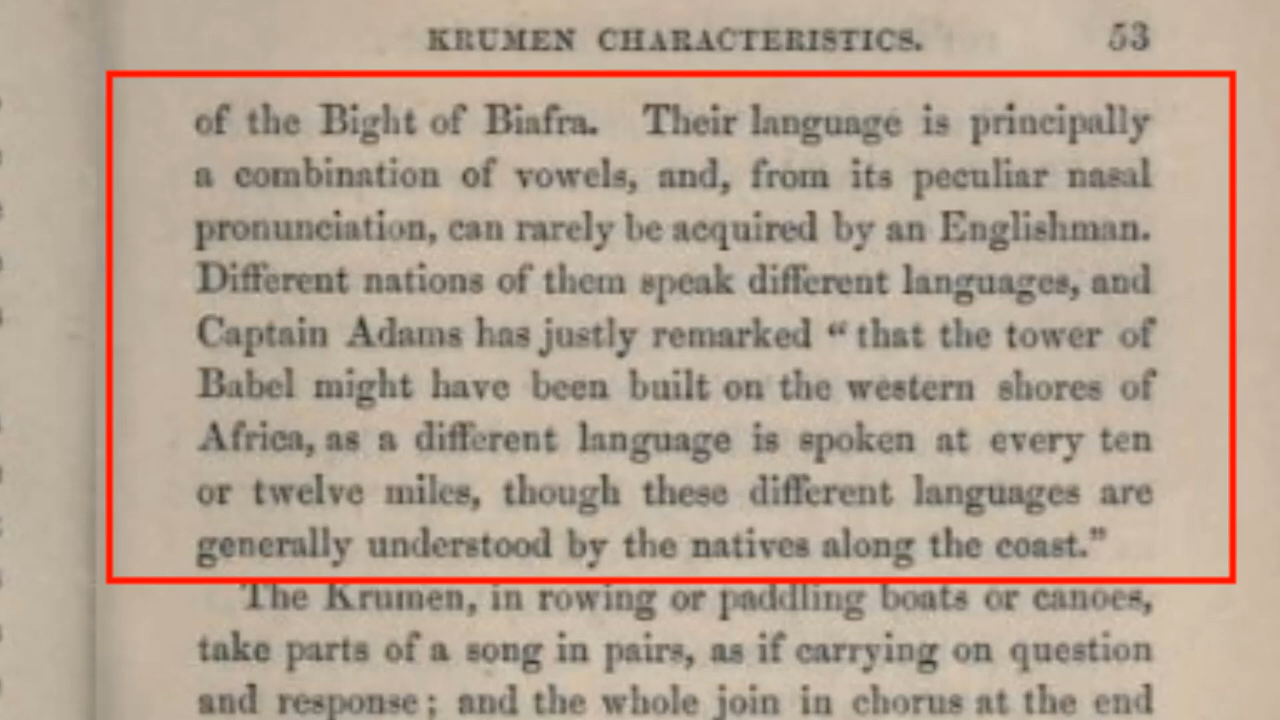 KRUMEN CHARACTERISTICS. 53
of the Bight of Biafra. Their language is principally
a combination of vowels, and, from its peculiar nasal
pronunciation, can rarely be acquired by an Englishman.
Different nations of them speak different languages, and
Captain Adams has justly remarked “ that the tower of
Babel might have been built on the western shores of
Africa, as a different language is spoken at every ten
or twelve miles, though these different languages are
generally understood by the natives along the coast.”
The Krumen, in rowing or paddling boats or canoes,
take parts of a song in pairs, as if carrying on question
and response; and the whole join in chorus at the end